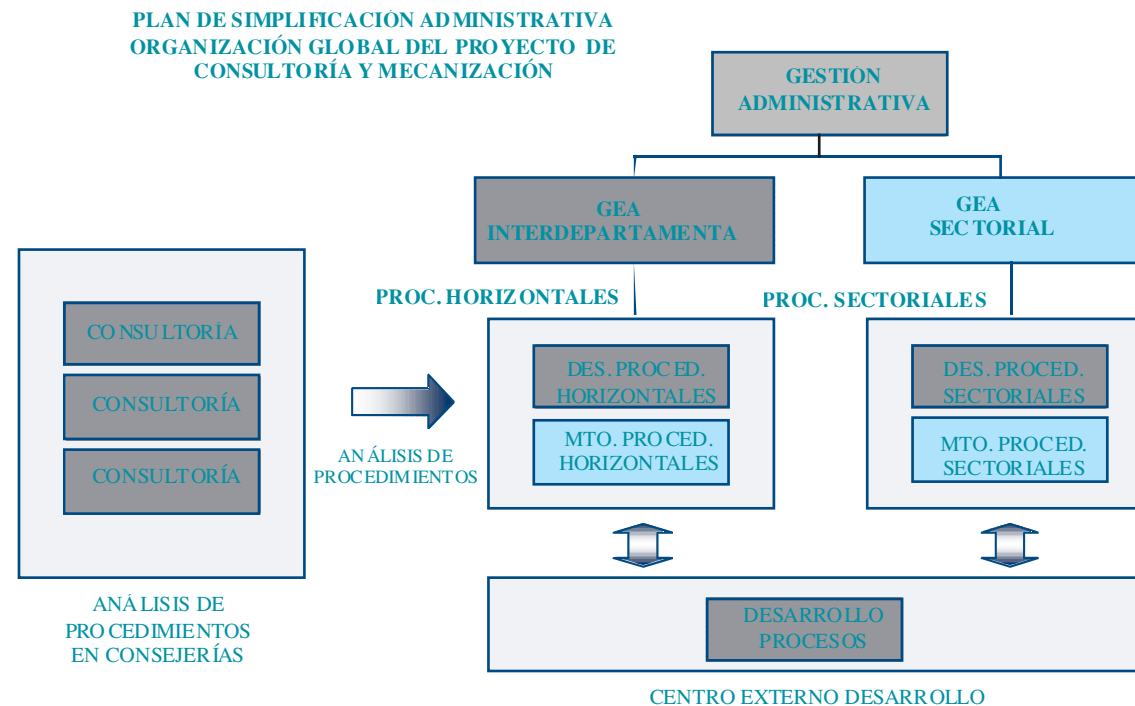 PLAN DE SIMPLIFICACIÓN ADMINISTRATIVA
ORGANIZACIÓN GLOBAL DEL PROYECTO DE
CONSULTORÍA Y MECANIZACIÓN
GESTIÓN
ADMINISTRATIVA
GEA
INTERDEPARTAMENTA
GEA
SECTORIAL
PROC. HORIZONTALES
PROC. SECTORIALES
CONSULTORÍA
CONSULTORÍA
CONSULTORÍA
ANÁLISIS DE
PROCEDIMIENTOS
DES. PROCED.
HORIZONTALES
MTO. PROCED.
HORIZONTALES
DES. PROCED.
SECTORIALES
MTO. PROCED.
SECTORIALES
ANÁLISIS DE
PROCEDIMIENTOS
EN CONSEJERÍAS
DESARROLLO
PROCESOS
CENTRO EXTERNO DESARROLLO